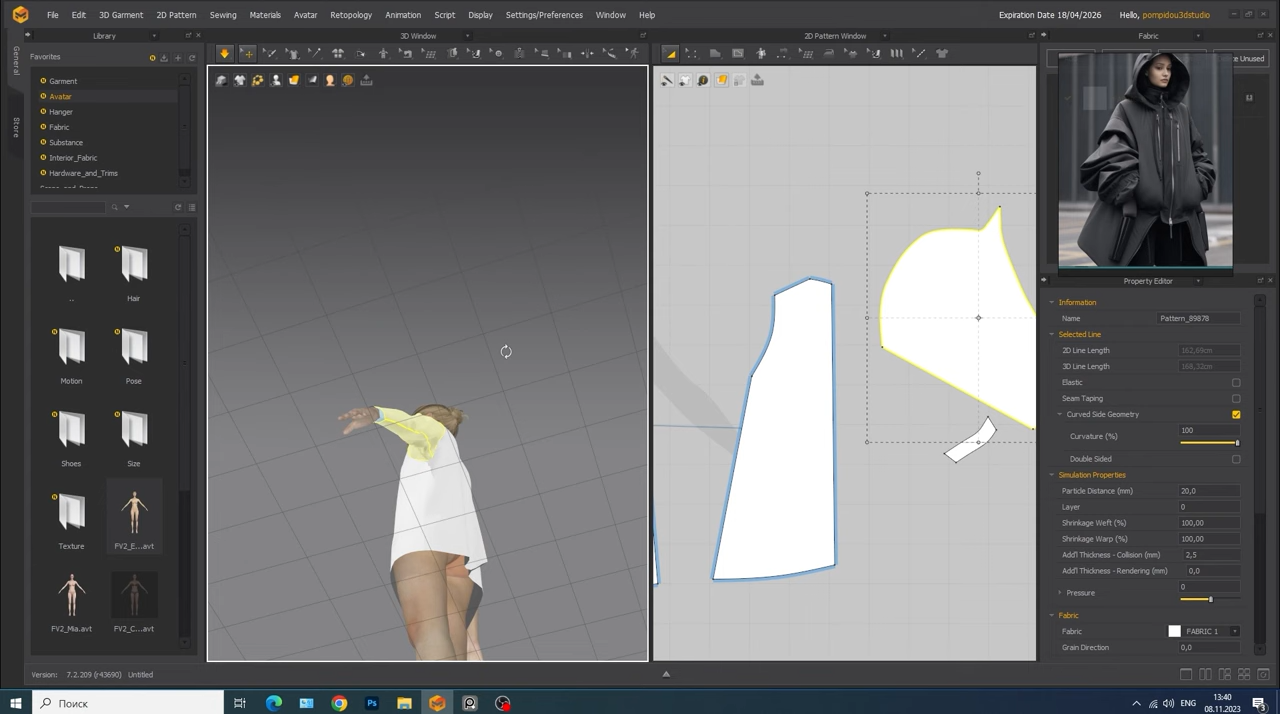 File Edit 3D Garment 2D Pattern Sewing Materials Avatar Retopology Animation Script Display Settings/Preferences Window Help Expiration Date 18/04/2026 Hello, pompidou3dstudio
Library 3D Window 2D Pattern Window Fabric
General
Store
Favorites
Garment
Avatar
Hanger
Fabric
Substance
Interior_Fabric
Hardware_and_Trims
..
Hair
Motion
Pose
Shoes
Size
Texture
FV2_E...avt
FV2_Mia.avt
FV2_C...avt
Unused
Property Editor
Information
Name Pattern_89878
Selected Line
2D Line Length 162,69cm
3D Line Length 168,32cm
Elastic
Seam Taping
Curved Side Geometry
Curvature (%) 100
Double Sided
Simulation Properties
Particle Distance (mm) 20,0
Layer 0
Shrinkage Weft (%) 100,00
Shrinkage Warp (%) 100,00
Add'l Thickness - Collision (mm) 2,5
Add'l Thickness - Rendering (mm) 0,0
Pressure 0
Fabric
Fabric FABRIC 1
Grain Direction 0,0
Version: 7.2.209 (r43690) Untitled
Поиск
ENG
13:40
08.11.2023
3